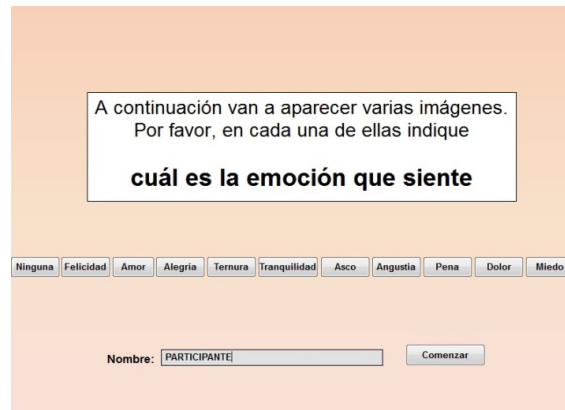 A continuación van a aparecer varias imágenes.
Por favor, en cada una de ellas indique
cuál es la emoción que siente
Ninguna Felicidad Amor Alegria Ternura Tranquilidad Asco Angustia Pena Dolor Miedo
Nombre: PARTICIPANTE Comenzar